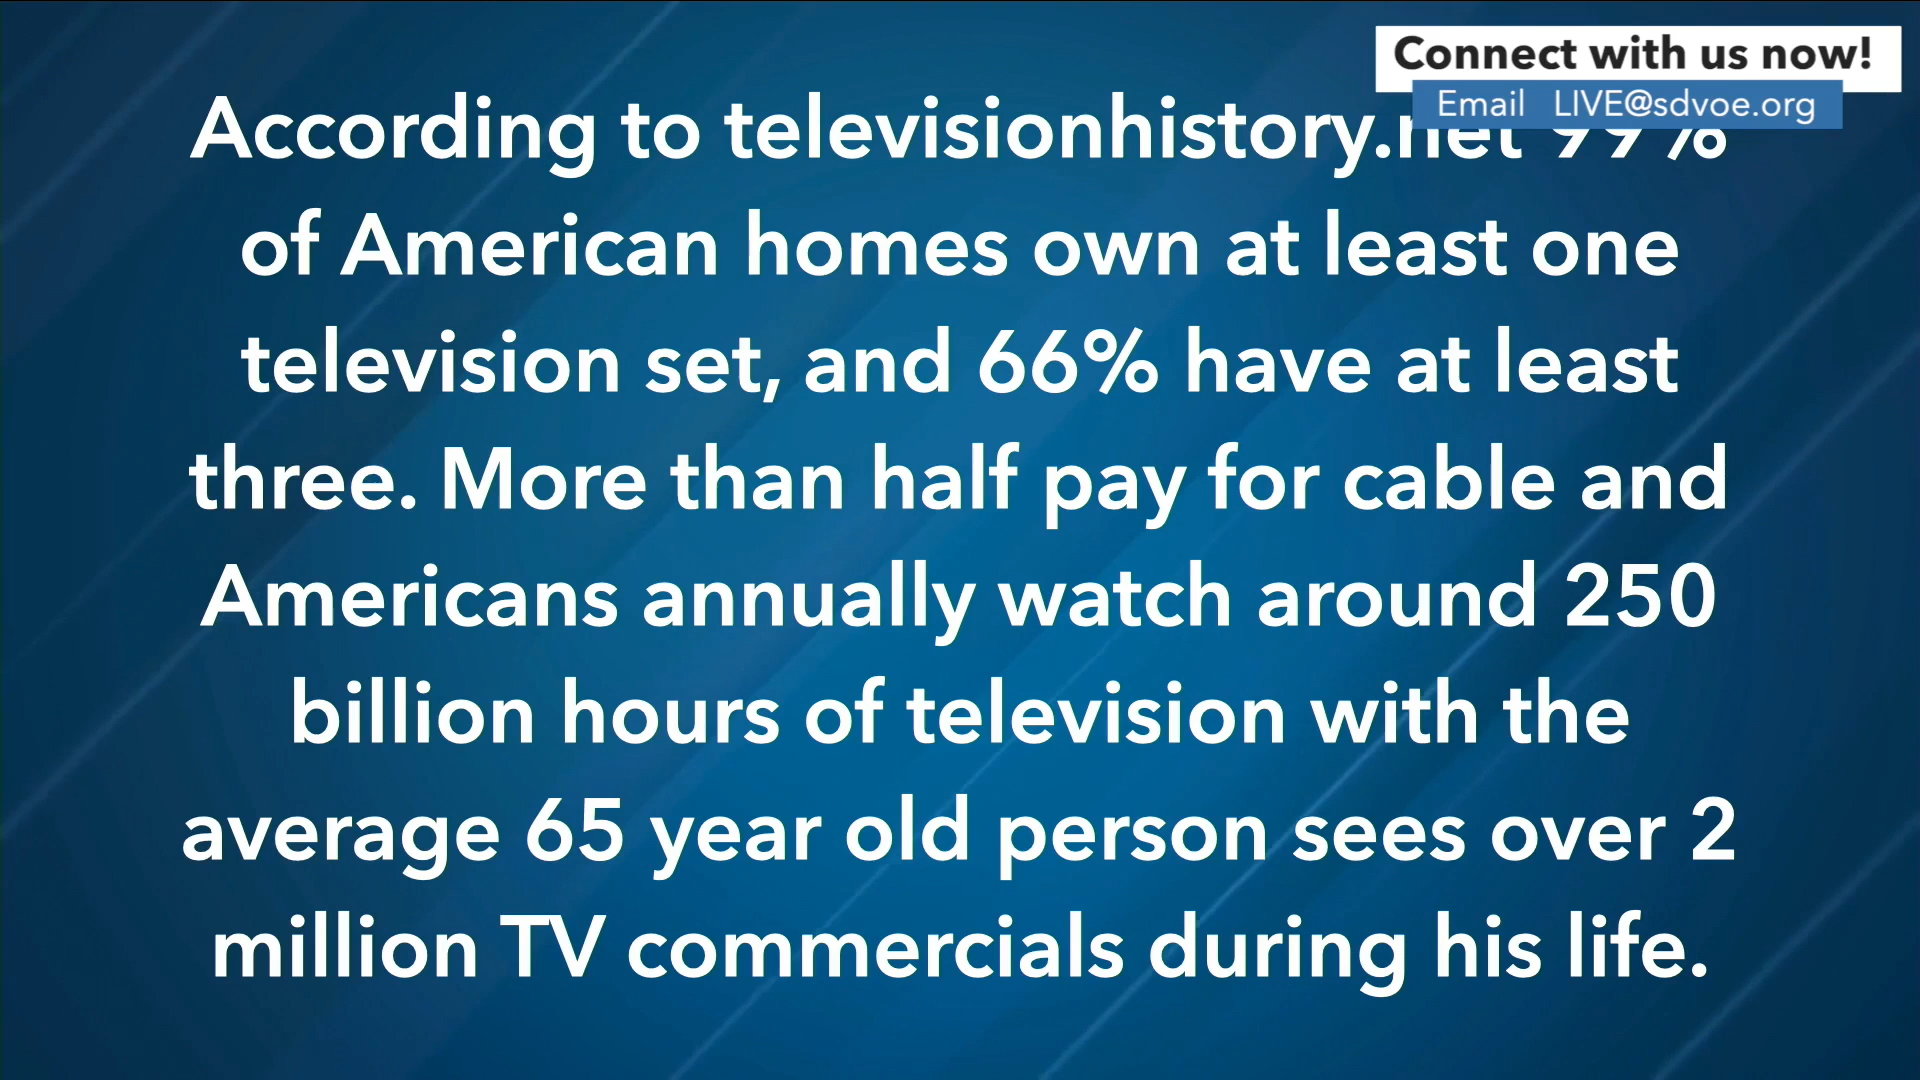 Connect with us now!
Email LIVE@sdvoe.org
According to televisionhistory.net 99%
of American homes own at least one
television set, and 66% have at least
three. More than half pay for cable and
Americans annually watch around 250
billion hours of television with the
average 65 year old person sees over 2
million TV commercials during his life.